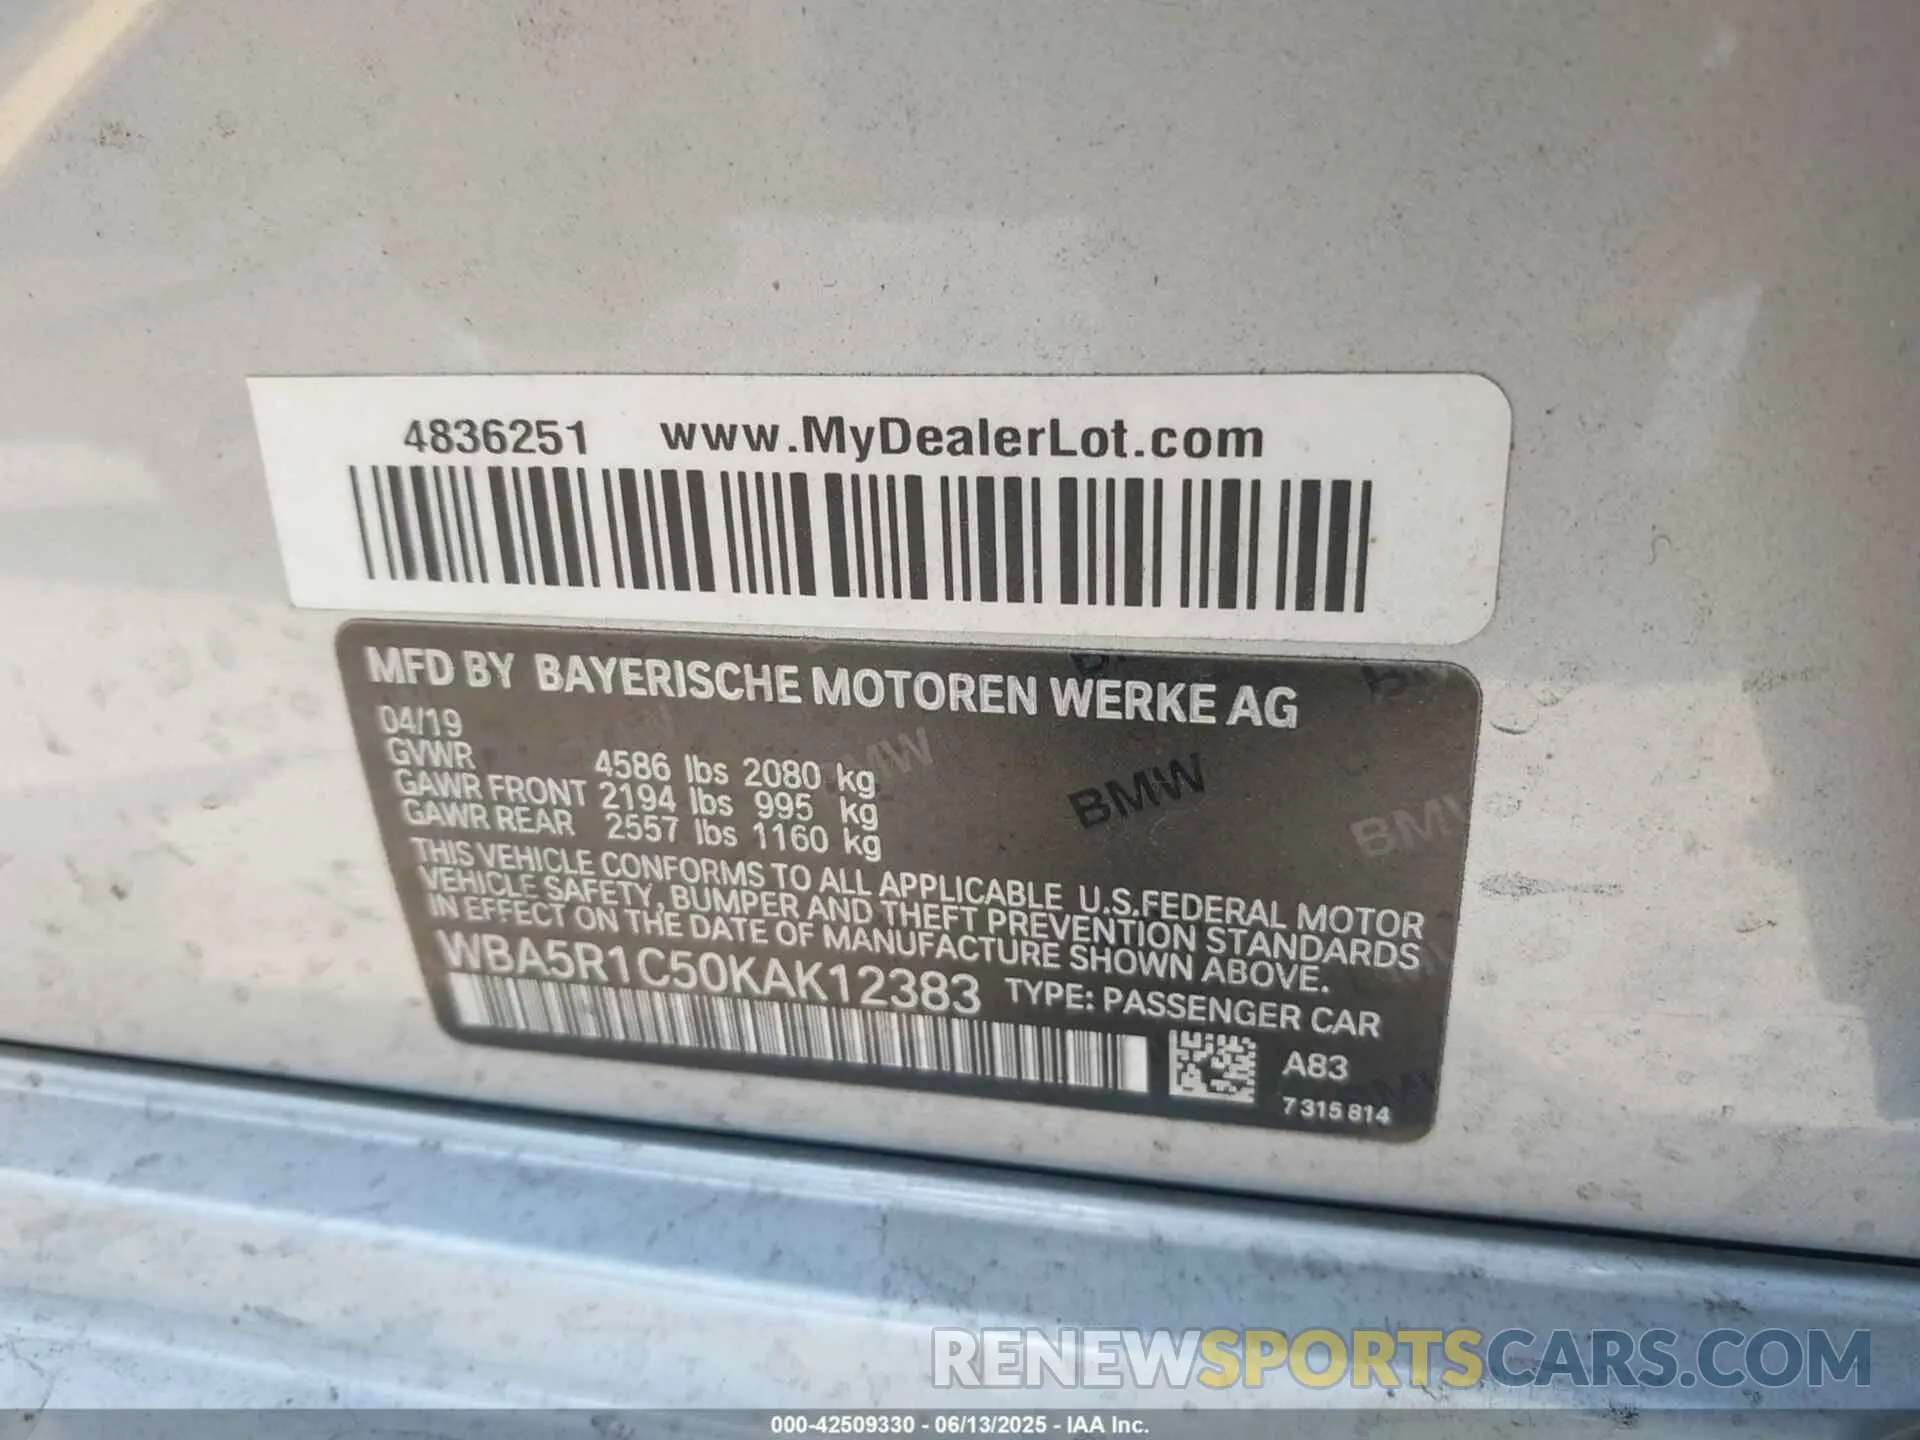 4836251 www.MyDealerLot.com
MFD BY BAYERISCHE MOTOREN WERKE AG
04/19
GVWR 4586 lbs 2080 kg
GAWR FRONT 2194 lbs 995 kg
GAWR REAR 2557 lbs 1160 kg
BMW
BMW
BMW
THIS VEHICLE CONFORMS TO ALL APPLICABLE U.S.FEDERAL MOTOR
VEHICLE SAFETY, BUMPER AND THEFT PREVENTION STANDARDS
IN EFFECT ON THE DATE OF MANUFACTURE SHOWN ABOVE.
WBA5R1C50KAK12383 TYPE: PASSENGER CAR
A83
7 315 814
RENEWSPORTSCARS.COM
000-42509330 - 06/13/2025 - IAA Inc.